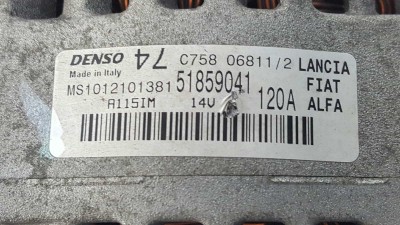 DENSO 74 C758 06811/2 LANCIA
Made in Italy FIAT
MS1012101381 51859041 120A ALFA
A115IM 14V